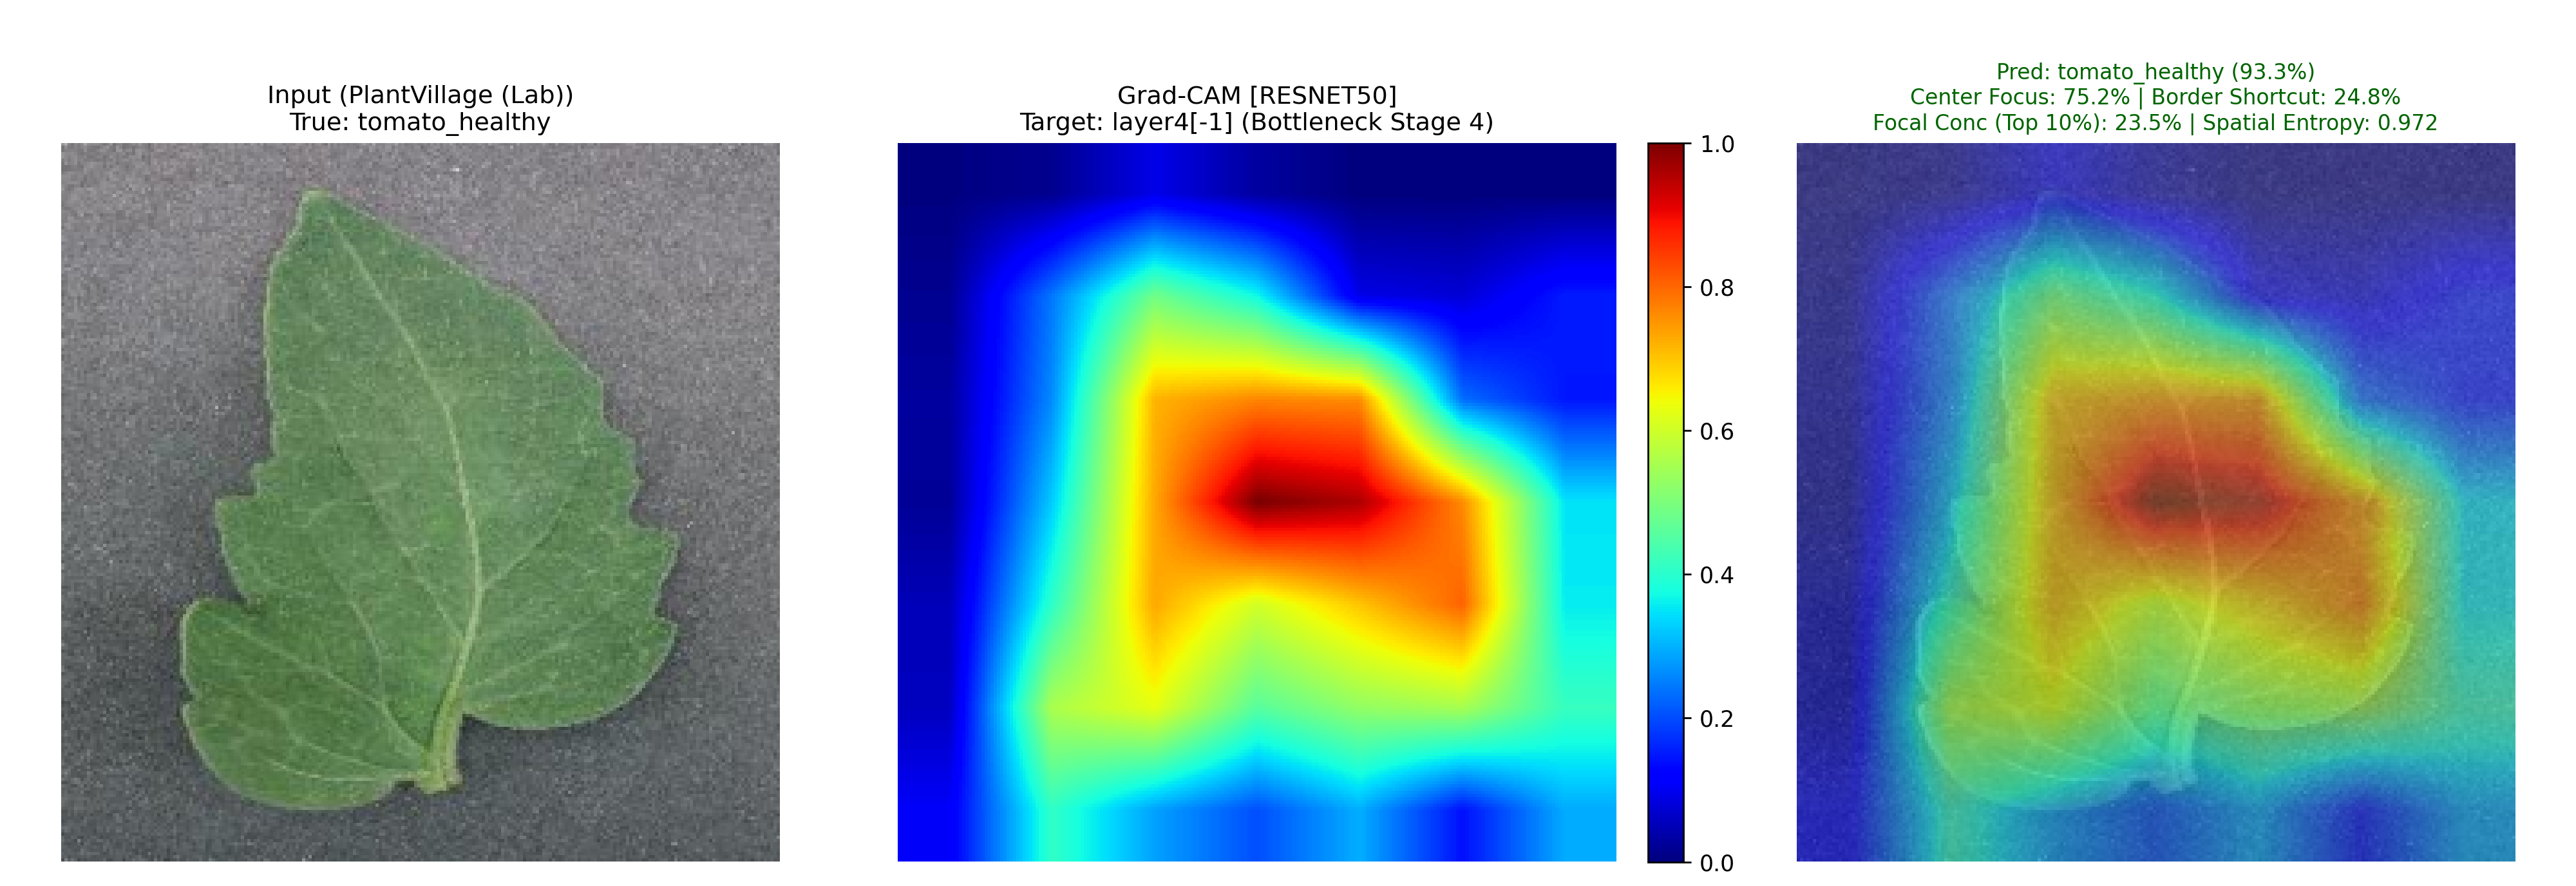 Input (PlantVillage (Lab))
True: tomato_healthy
Grad-CAM [RESNET50]
Target: layer4[-1] (Bottleneck Stage 4)
1.0
0.8
0.6
0.4
0.2
0.0
Pred: tomato_healthy (93.3%)
Center Focus: 75.2% | Border Shortcut: 24.8%
Focal Conc (Top 10%): 23.5% | Spatial Entropy: 0.972